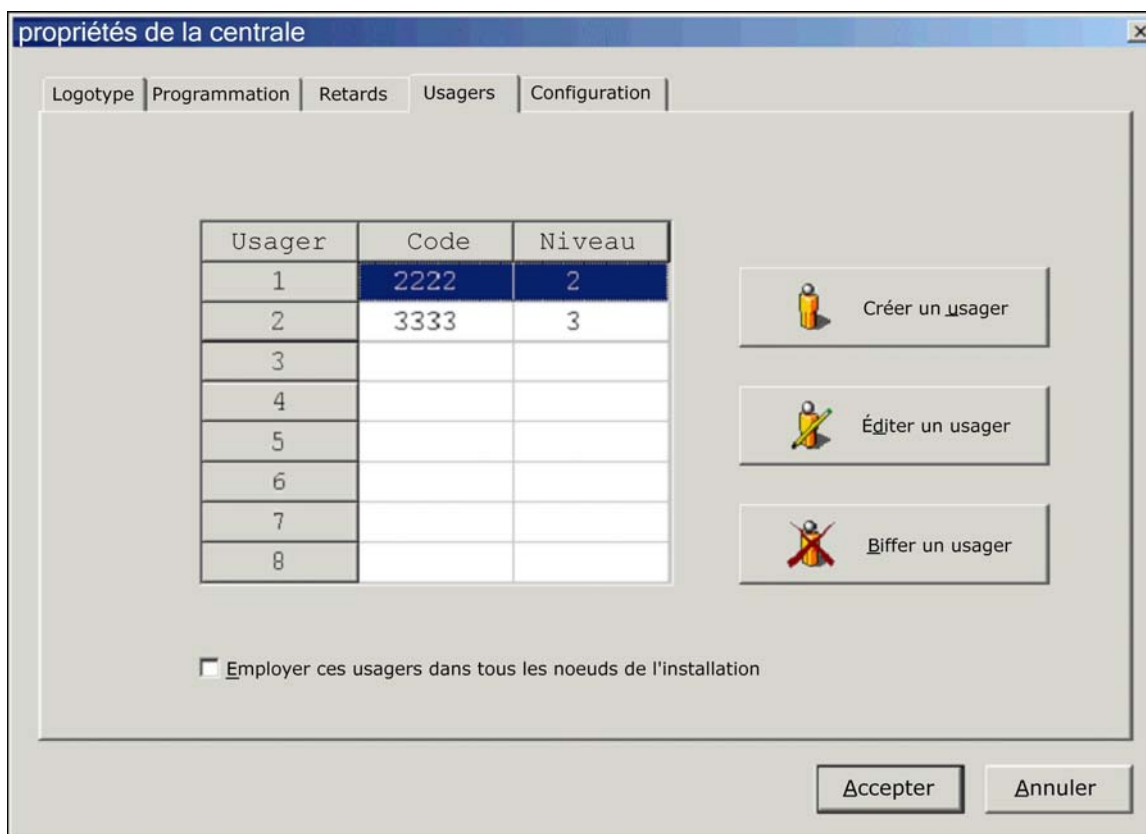 propriétés de la centrale
Logotype Programmation Retards Usagers Configuration
Usager Code Niveau
1 2222 2
2 3333 3
3
4
5
6
7
8
Créer un usager
Éditer un usager
Biffer un usager
Employer ces usagers dans tous les noeuds de l'installation
Accepter Annuler